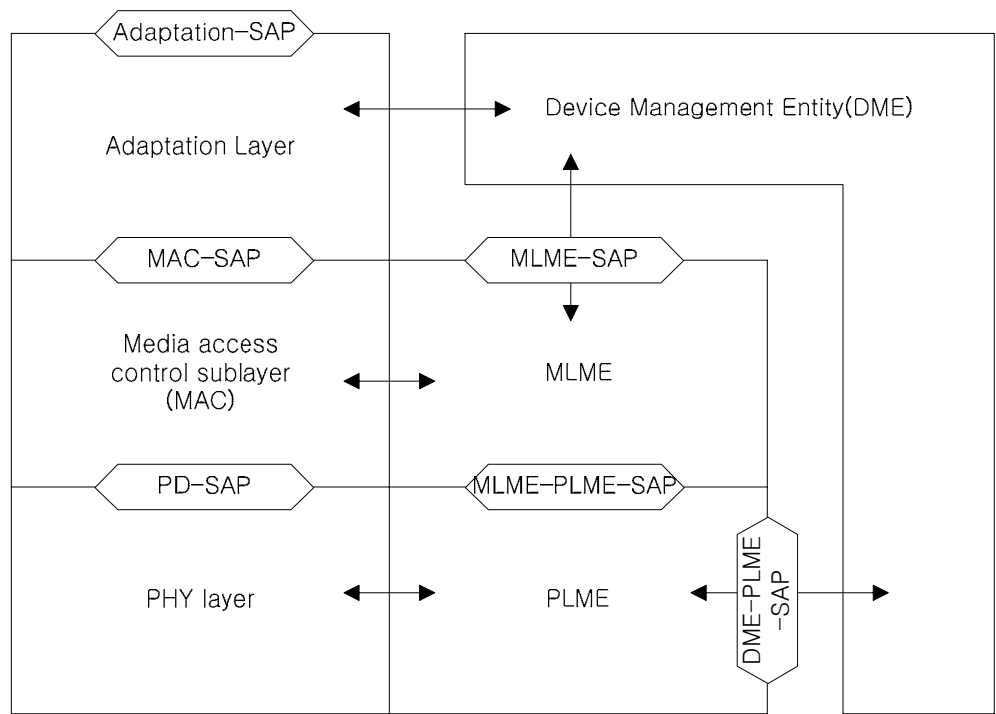 Adaptation-SAP
Device Management Entity(DME)
Adaptation Layer
MAC-SAP
MLME-SAP
Media access
control sublayer
(MAC)
MLME
PD-SAP
MLME-PLME-SAP
PHY layer
PLME
DME-PLME
-SAP